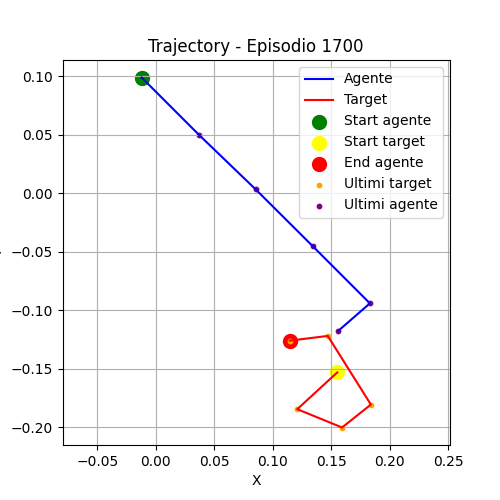 Trajectory - Episodio 1700
Agente
Target
Start agente
Start target
End agente
Ultimi target
Ultimi agente
0.10
0.05
0.00
−0.05
−0.10
−0.15
−0.20
−0.05
0.00
0.05
0.10
0.15
0.20
0.25
X